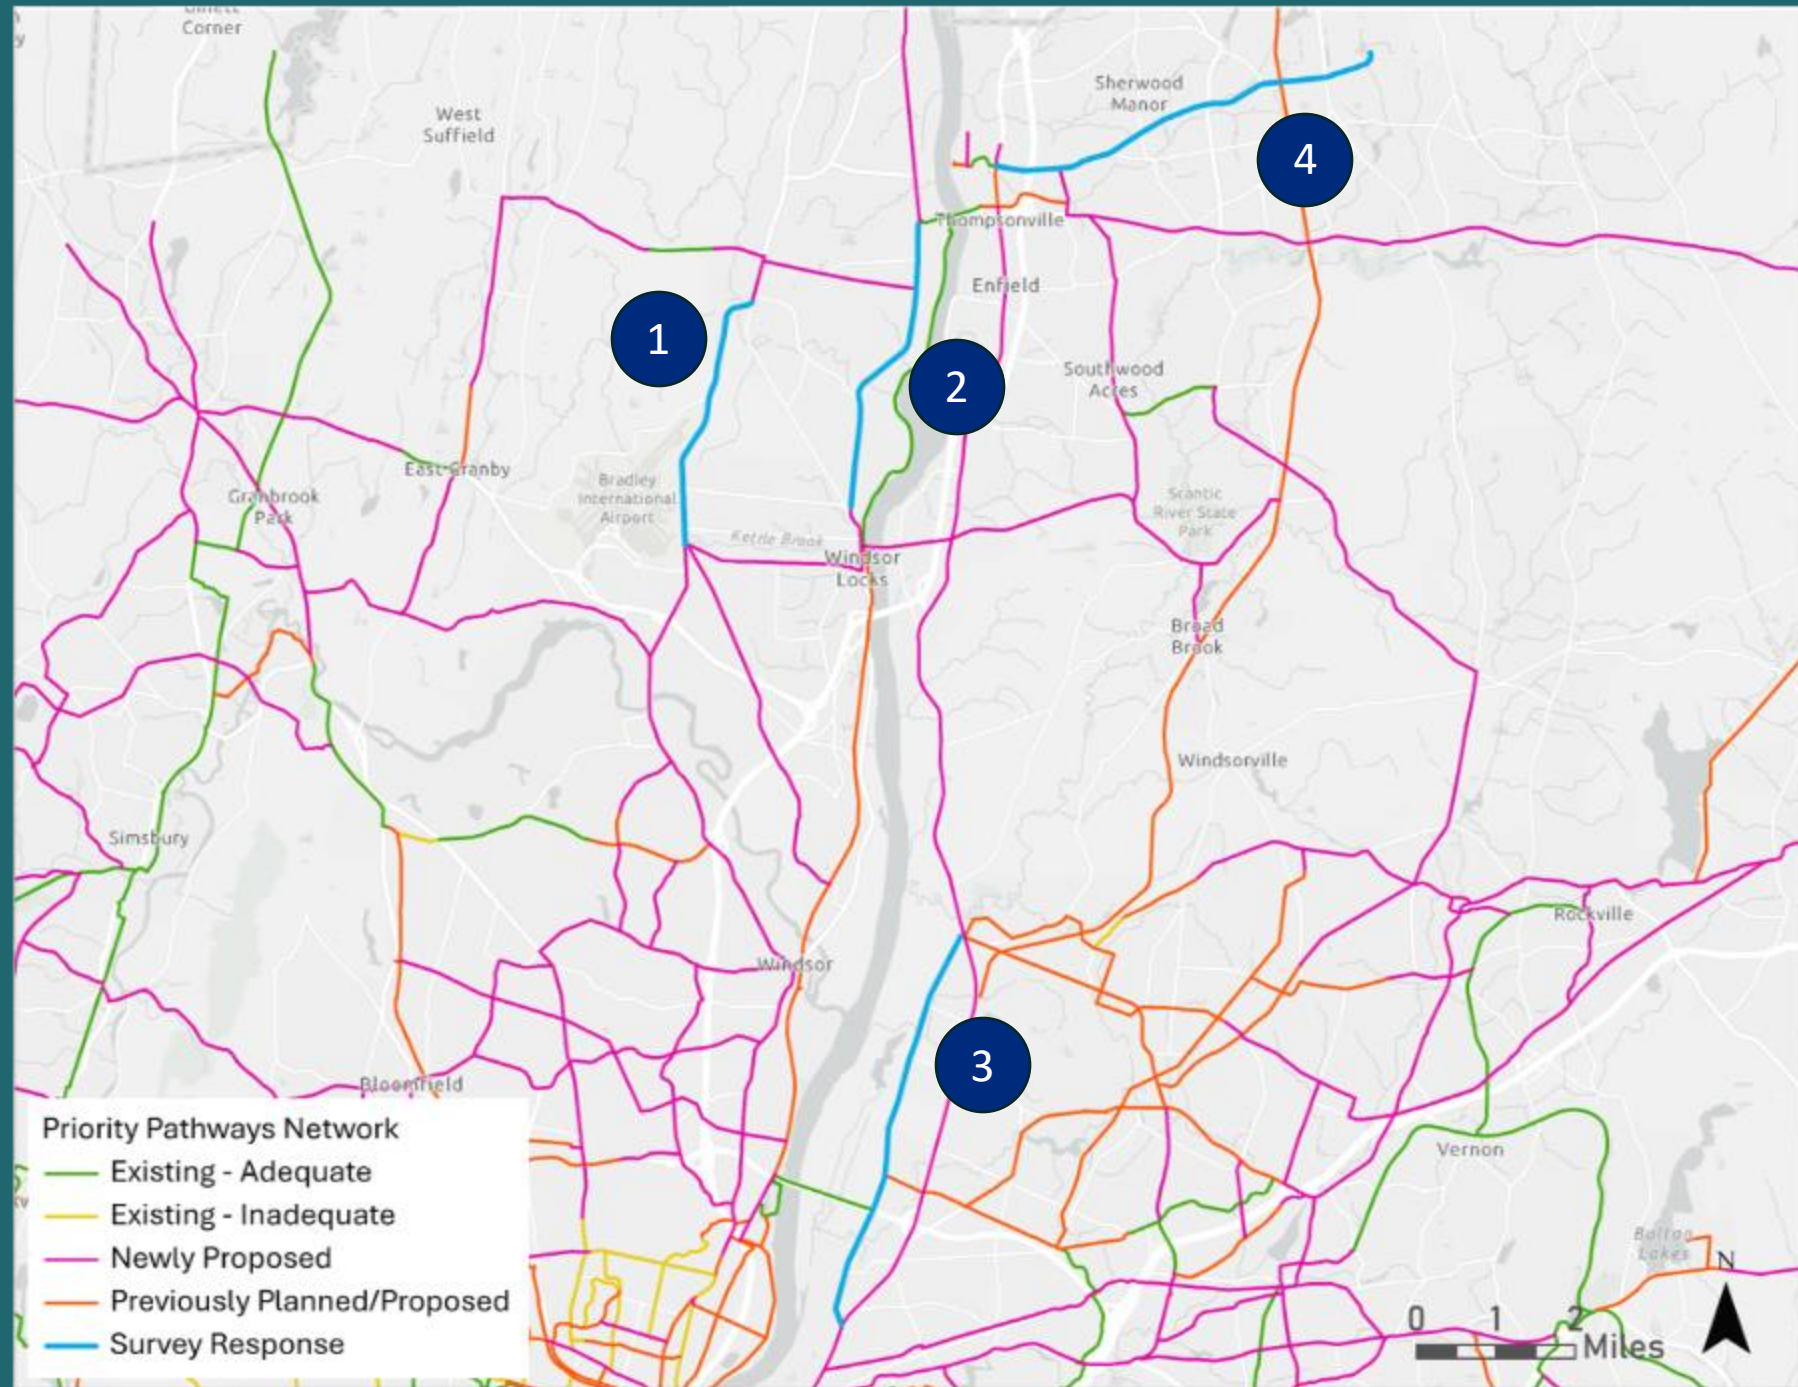 Corner
West
Suffield
Sherwood
Manor
4
Thompsonville
Enfield
1
2
Southwood
Acres
East Granby
Bradley
International
Airport
Granbrook
Park
Scantic
River State
Park
Kettle Brook
Windsor
Locks
Broad
Brook
Windsorville
Simsbury
Rockville
Windsor
3
Bloomfield
Vernon
Priority Pathways Network
Existing - Adequate
Existing - Inadequate
Newly Proposed
Previously Planned/Proposed
Survey Response
Lakes
N
0 1 2
Miles